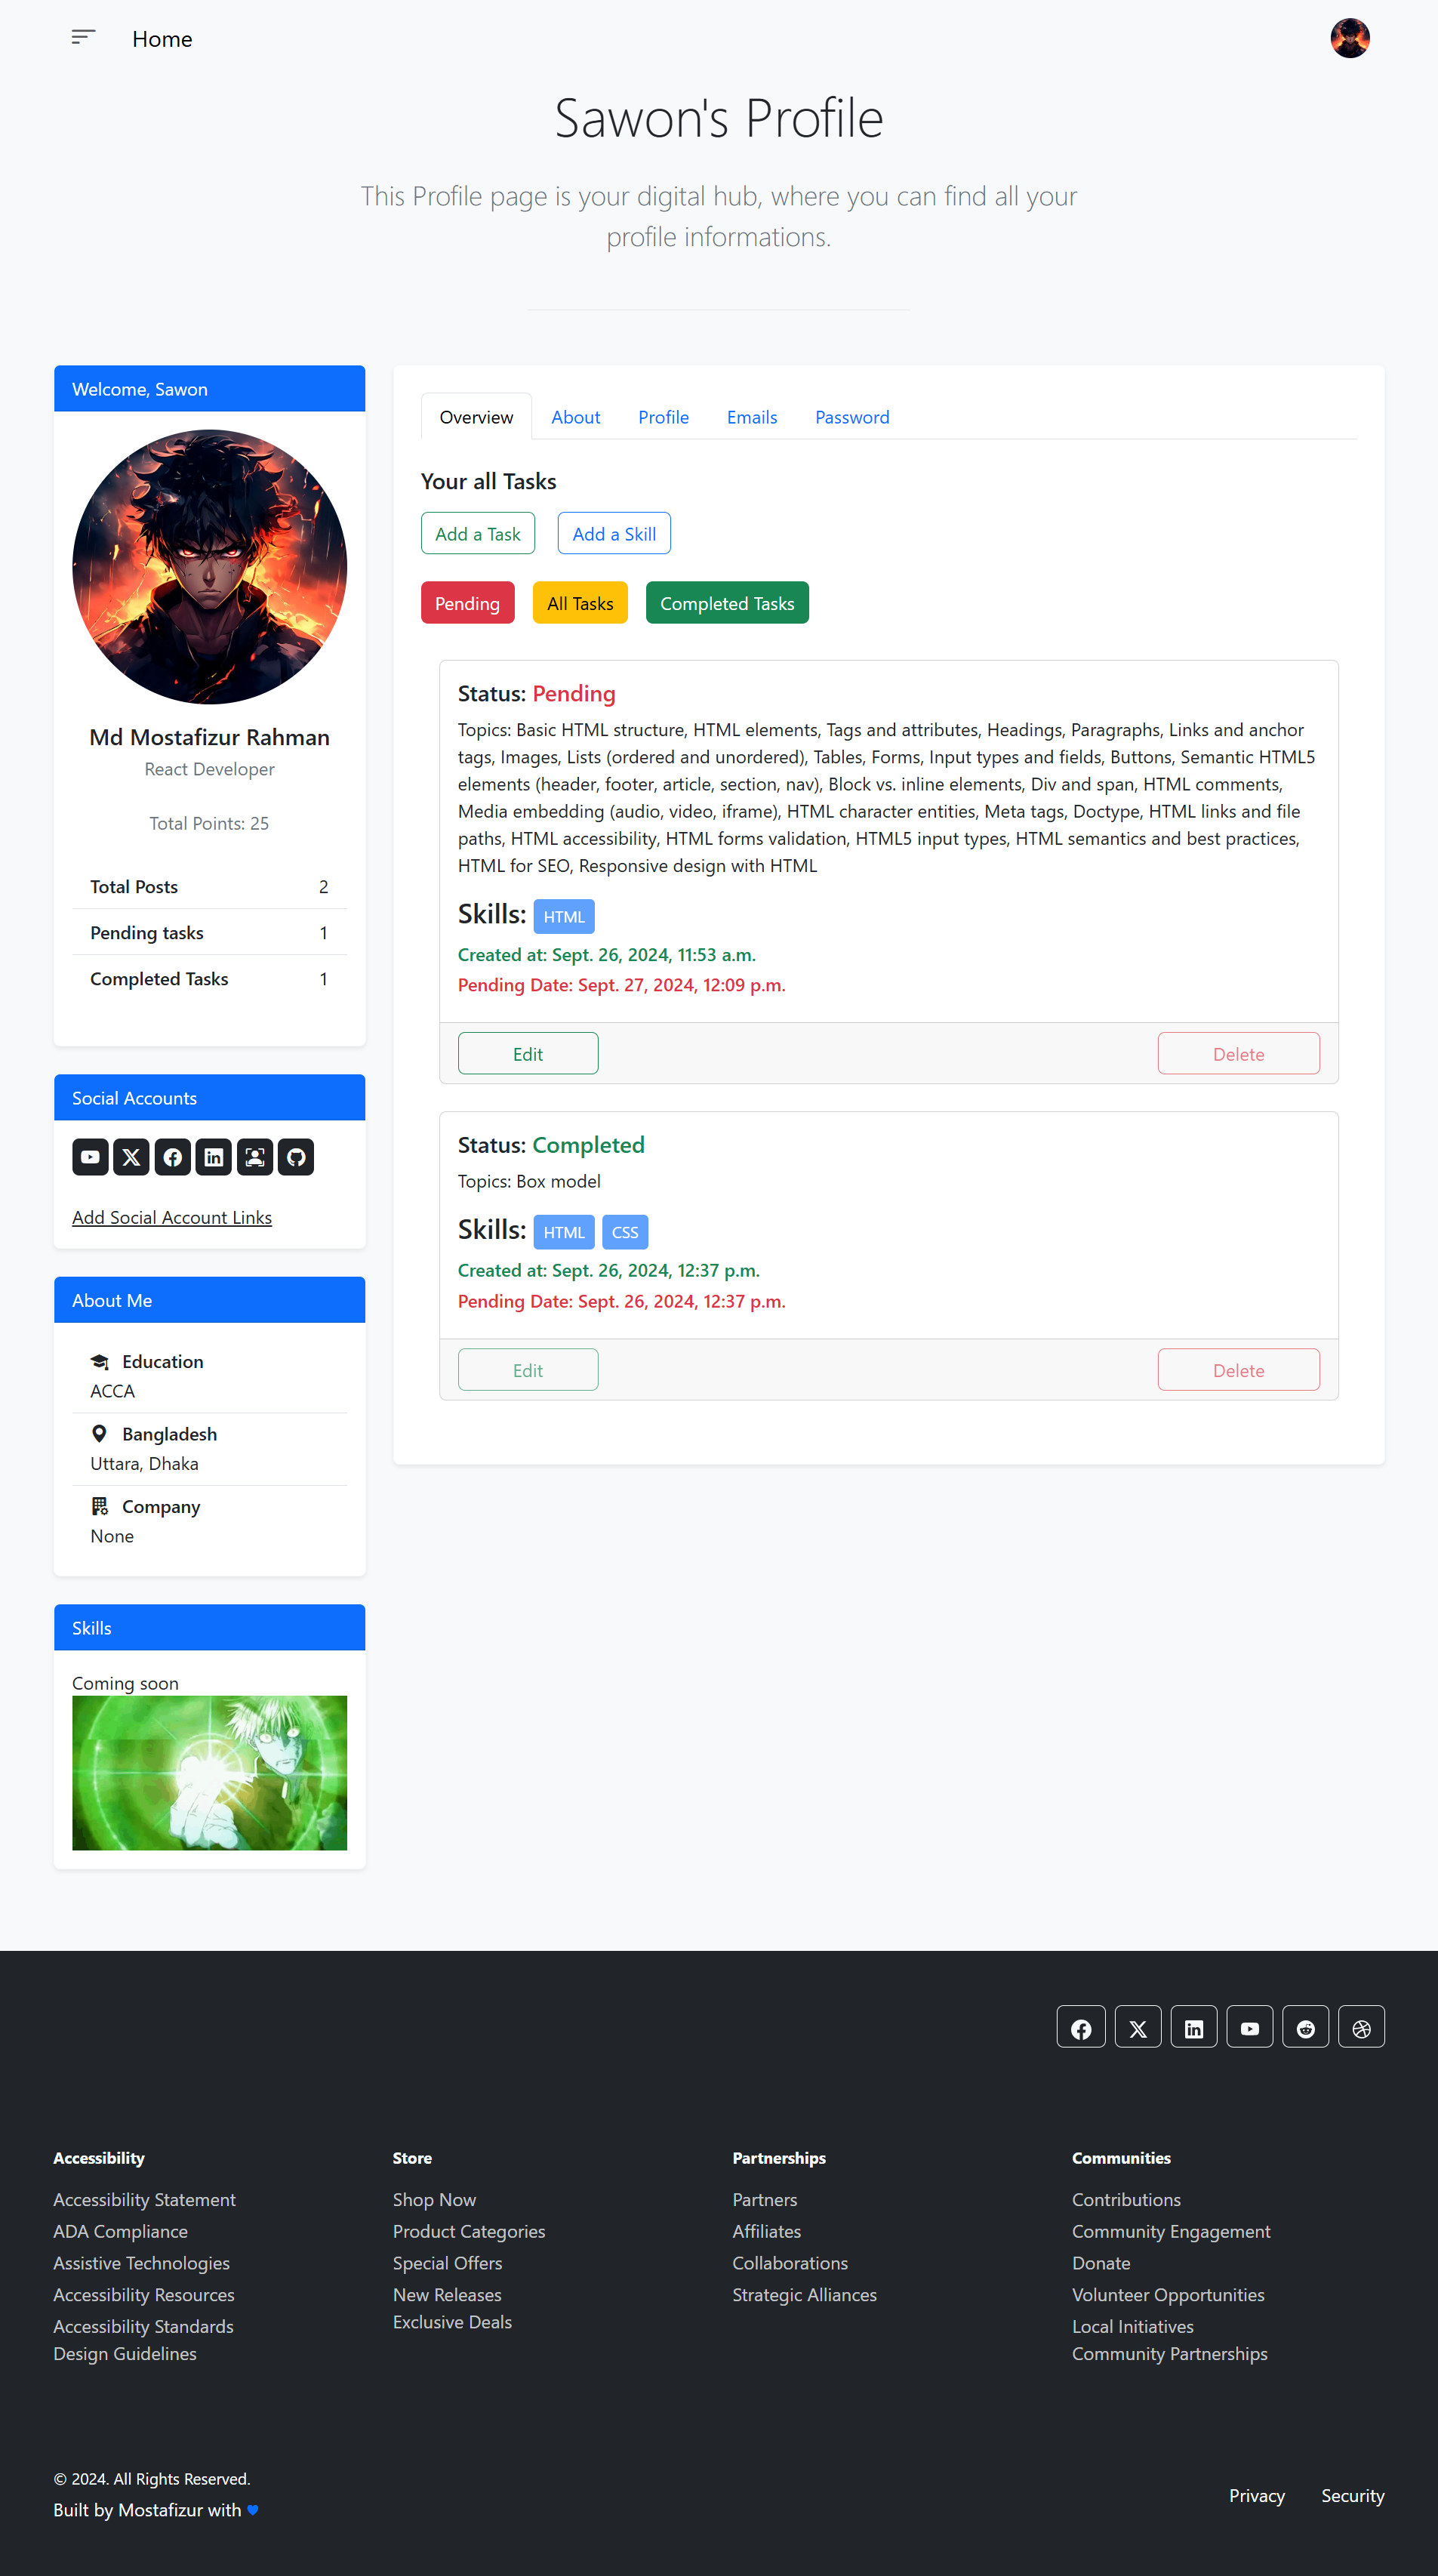 Home
Sawon's Profile
This Profile page is your digital hub, where you can find all your
profile informations.
Welcome, Sawon
Md Mostafizur Rahman
React Developer
Total Points: 25
Total Posts 2
Pending tasks 1
Completed Tasks 1
Social Accounts
Add Social Account Links
About Me
Education
ACCA
Bangladesh
Uttara, Dhaka
Company
None
Skills
Coming soon
Overview About Profile Emails Password
Your all Tasks
Add a Task Add a Skill
Pending All Tasks Completed Tasks
Status: Pending
Topics: Basic HTML structure, HTML elements, Tags and attributes, Headings, Paragraphs, Links and anchor
tags, Images, Lists (ordered and unordered), Tables, Forms, Input types and fields, Buttons, Semantic HTML5
elements (header, footer, article, section, nav), Block vs. inline elements, Div and span, HTML comments,
Media embedding (audio, video, iframe), HTML character entities, Meta tags, Doctype, HTML links and file
paths, HTML accessibility, HTML forms validation, HTML5 input types, HTML semantics and best practices,
HTML for SEO, Responsive design with HTML
Skills: HTML
Created at: Sept. 26, 2024, 11:53 a.m.
Pending Date: Sept. 27, 2024, 12:09 p.m.
Edit Delete
Status: Completed
Topics: Box model
Skills: HTML CSS
Created at: Sept. 26, 2024, 12:37 p.m.
Pending Date: Sept. 26, 2024, 12:37 p.m.
Edit Delete
Accessibility
Accessibility Statement
ADA Compliance
Assistive Technologies
Accessibility Resources
Accessibility Standards
Design Guidelines
Store
Shop Now
Product Categories
Special Offers
New Releases
Exclusive Deals
Partnerships
Partners
Affiliates
Collaborations
Strategic Alliances
Communities
Contributions
Community Engagement
Donate
Volunteer Opportunities
Local Initiatives
Community Partnerships
© 2024. All Rights Reserved.
Built by Mostafizur with
Privacy Security